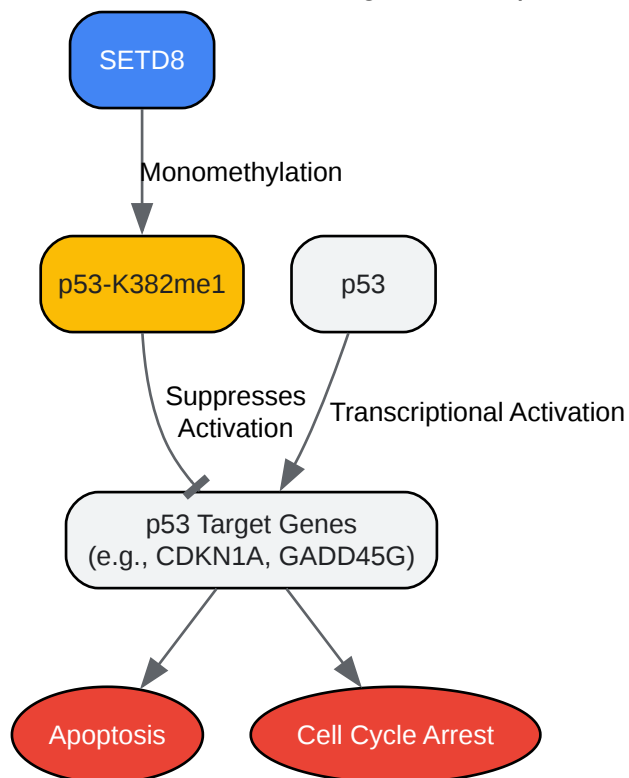 SETD8
Monomethylation
p53-K382me1
p53
Suppresses
Activation
Transcriptional Activation
p53 Target Genes
(e.g., CDKN1A, GADD45G)
Apoptosis
Cell Cycle Arrest